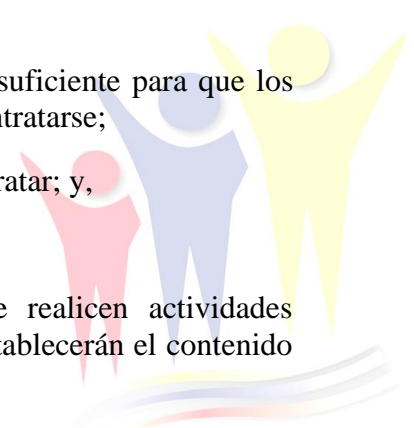 suficiente para que los
ntratarse;
ratar; y,
e realicen actividades
tablecerán el contenido